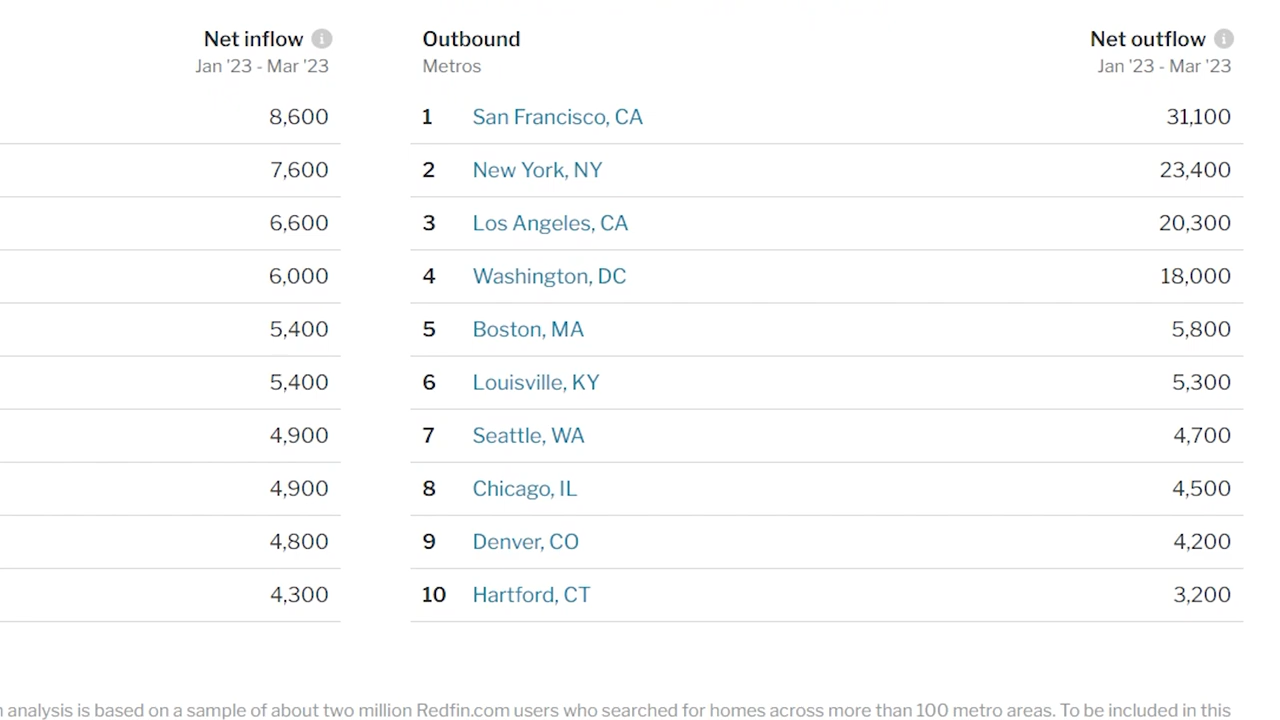 Net inflow
Jan '23 - Mar '23
8,600
7,600
6,600
6,000
5,400
5,400
4,900
4,900
4,800
4,300
Outbound Net outflow
Metros Jan '23 - Mar '23
1 San Francisco, CA 31,100
2 New York, NY 23,400
3 Los Angeles, CA 20,300
4 Washington, DC 18,000
5 Boston, MA 5,800
6 Louisville, KY 5,300
7 Seattle, WA 4,700
8 Chicago, IL 4,500
9 Denver, CO 4,200
10 Hartford, CT 3,200
analysis is based on a sample of about two million Redfin.com users who searched for homes across more than 100 metro areas. To be included in this